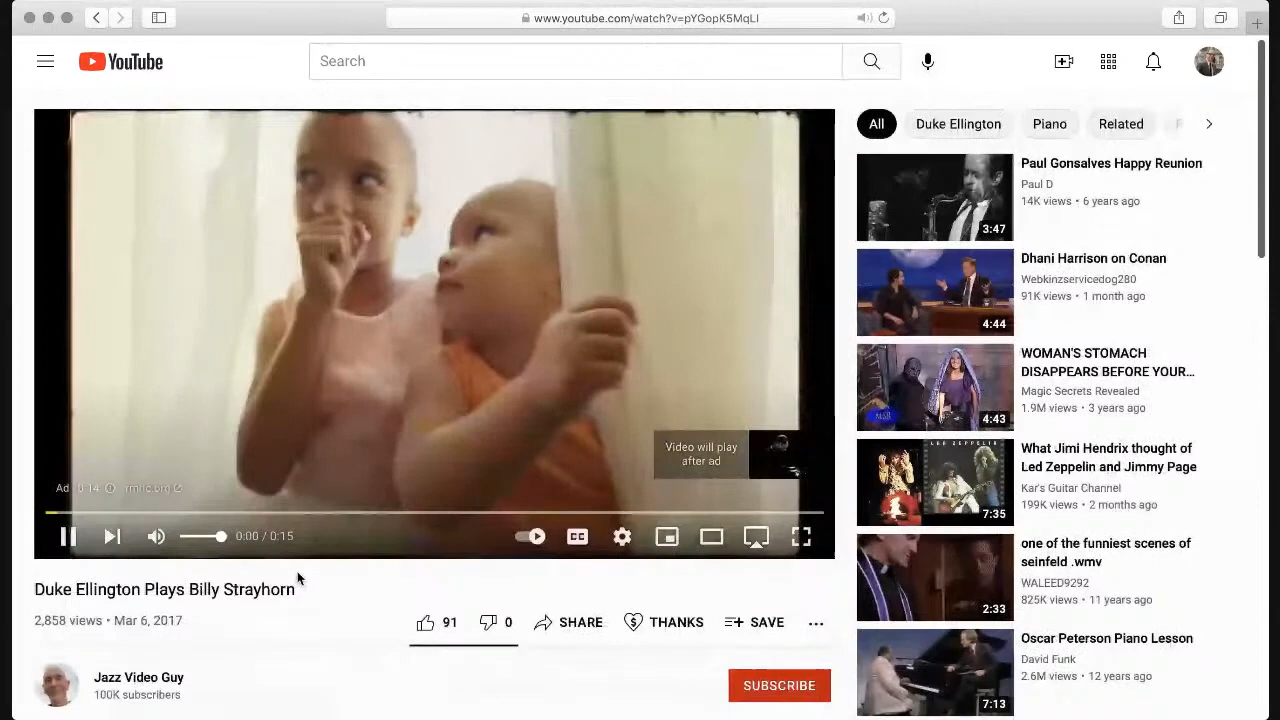 www.youtube.com/watch?v=pYGopK5MqLI
YouTube
Search
All
Duke Ellington
Piano
Related
Video will play
after ad
Ad 0:14 rmhc.org
0:00 / 0:15
CC
Duke Ellington Plays Billy Strayhorn
2,858 views • Mar 6, 2017
91
0
SHARE
THANKS
SAVE
Jazz Video Guy
100K subscribers
SUBSCRIBE
Paul Gonsalves Happy Reunion
Paul D
14K views • 6 years ago
3:47
Dhani Harrison on Conan
Webkinzservicedog280
91K views • 1 month ago
4:44
WOMAN'S STOMACH
DISAPPEARS BEFORE YOUR...
Magic Secrets Revealed
1.9M views • 3 years ago
4:43
LED ZEPPELIN
What Jimi Hendrix thought of
Led Zeppelin and Jimmy Page
Kar's Guitar Channel
199K views • 2 months ago
7:35
one of the funniest scenes of
seinfeld .wmv
WALEED9292
825K views • 11 years ago
2:33
Oscar Peterson Piano Lesson
David Funk
2.6M views • 12 years ago
7:13